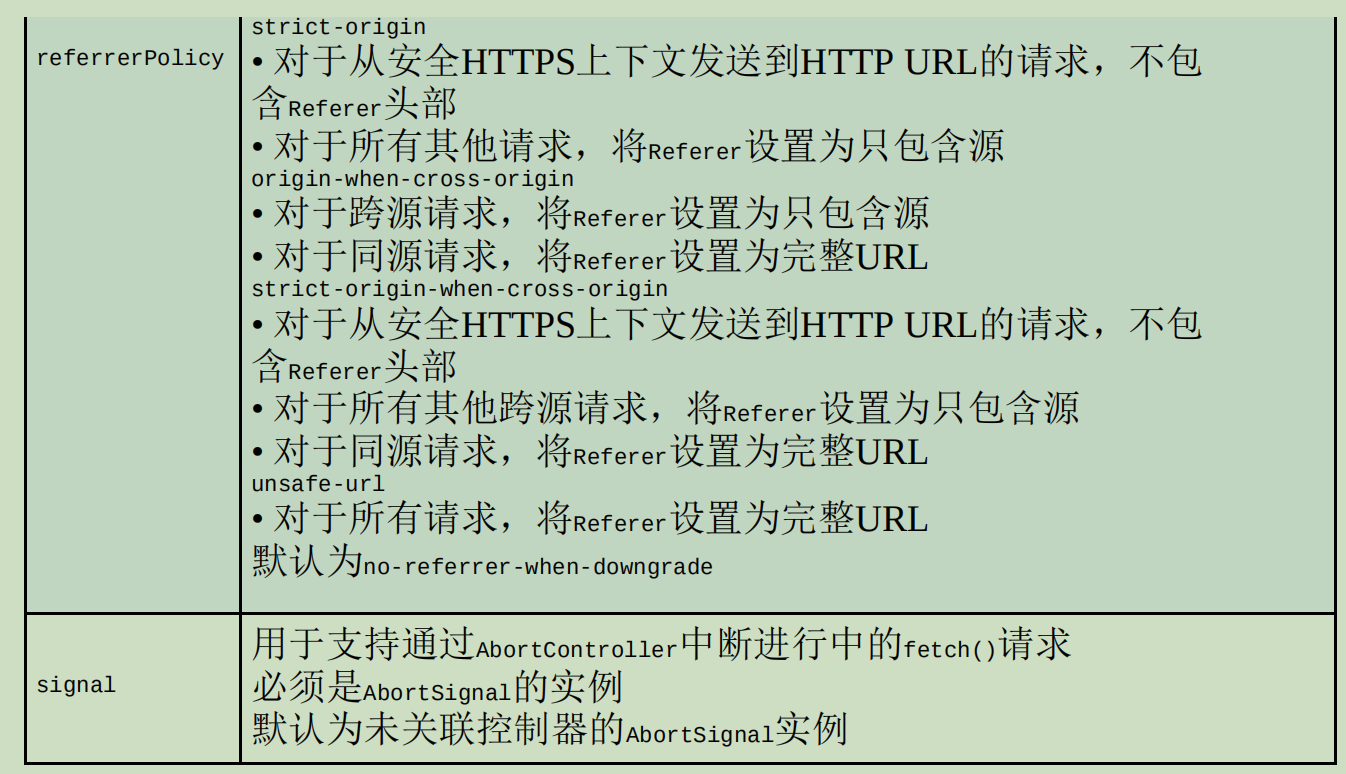 referrerPolicy
strict-origin
• 对于从安全HTTPS上下文发送到HTTP URL的请求，不包
含Referer头部
• 对于所有其他请求，将Referer设置为只包含源
origin-when-cross-origin
• 对于跨源请求，将Referer设置为只包含源
• 对于同源请求，将Referer设置为完整URL
strict-origin-when-cross-origin
• 对于从安全HTTPS上下文发送到HTTP URL的请求，不包
含Referer头部
• 对于所有其他跨源请求，将Referer设置为只包含源
• 对于同源请求，将Referer设置为完整URL
unsafe-url
• 对于所有请求，将Referer设置为完整URL
默认为no-referrer-when-downgrade
signal
用于支持通过AbortController中断进行中的fetch()请求
必须是AbortSignal的实例
默认为未关联控制器的AbortSignal实例